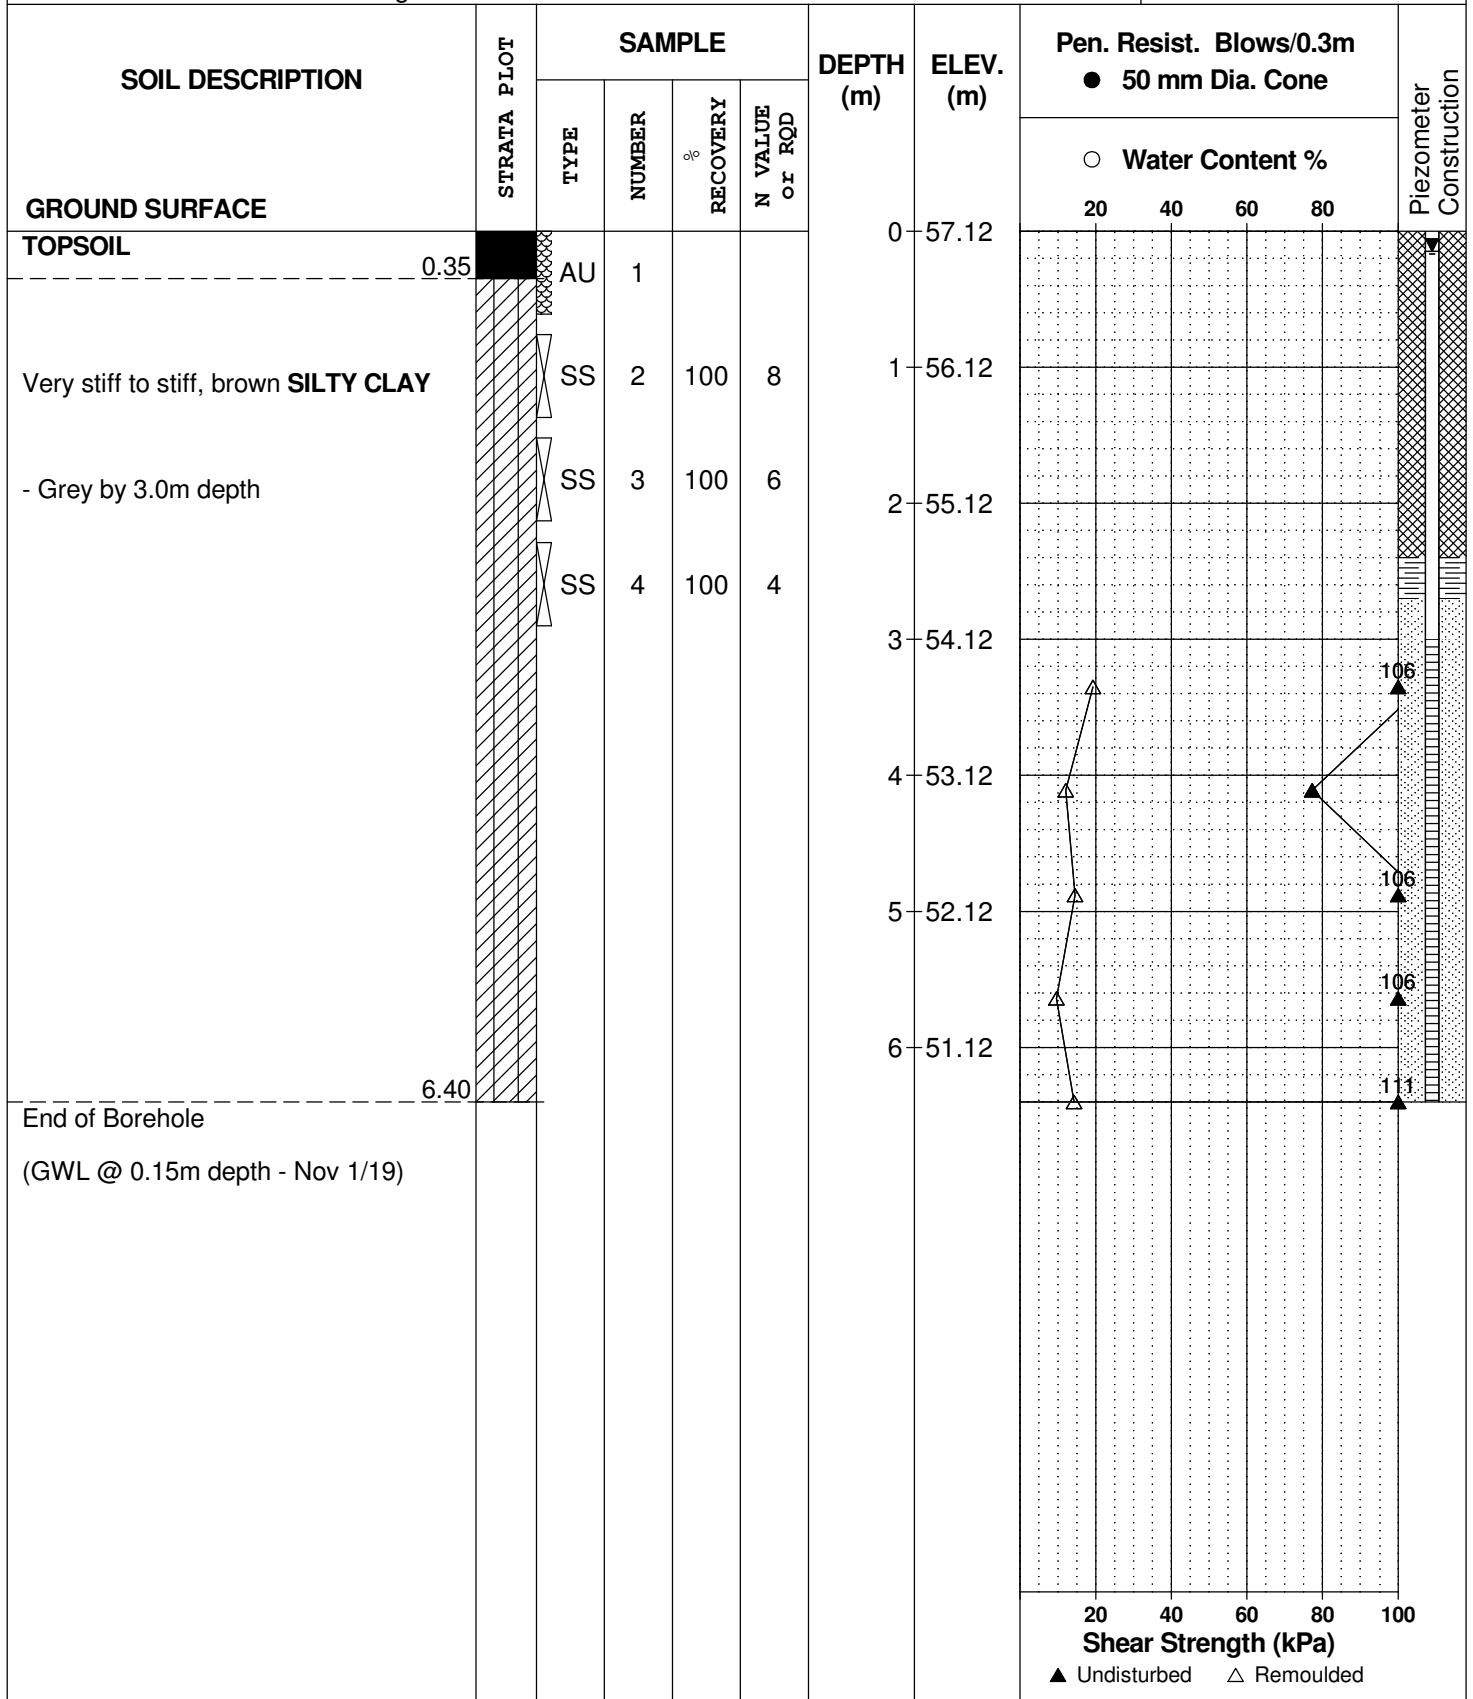 SOIL DESCRIPTION
GROUND SURFACE
STRATA PLOT
SAMPLE
TYPE
NUMBER
% RECOVERY
N VALUE or RQD
DEPTH (m)
ELEV. (m)
Pen. Resist. Blows/0.3m
● 50 mm Dia. Cone
○ Water Content %
20 40 60 80
Piezometer Construction
0 57.12
TOPSOIL
0.35
AU 1
1 56.12
Very stiff to stiff, brown SILTY CLAY
SS 2 100 8
- Grey by 3.0m depth
SS 3 100 6
2 55.12
SS 4 100 4
3 54.12
106
4 53.12
106
5 52.12
106
6 51.12
6.40
111
End of Borehole
(GWL @ 0.15m depth - Nov 1/19)
20 40 60 80 100
Shear Strength (kPa)
▲ Undisturbed △ Remoulded